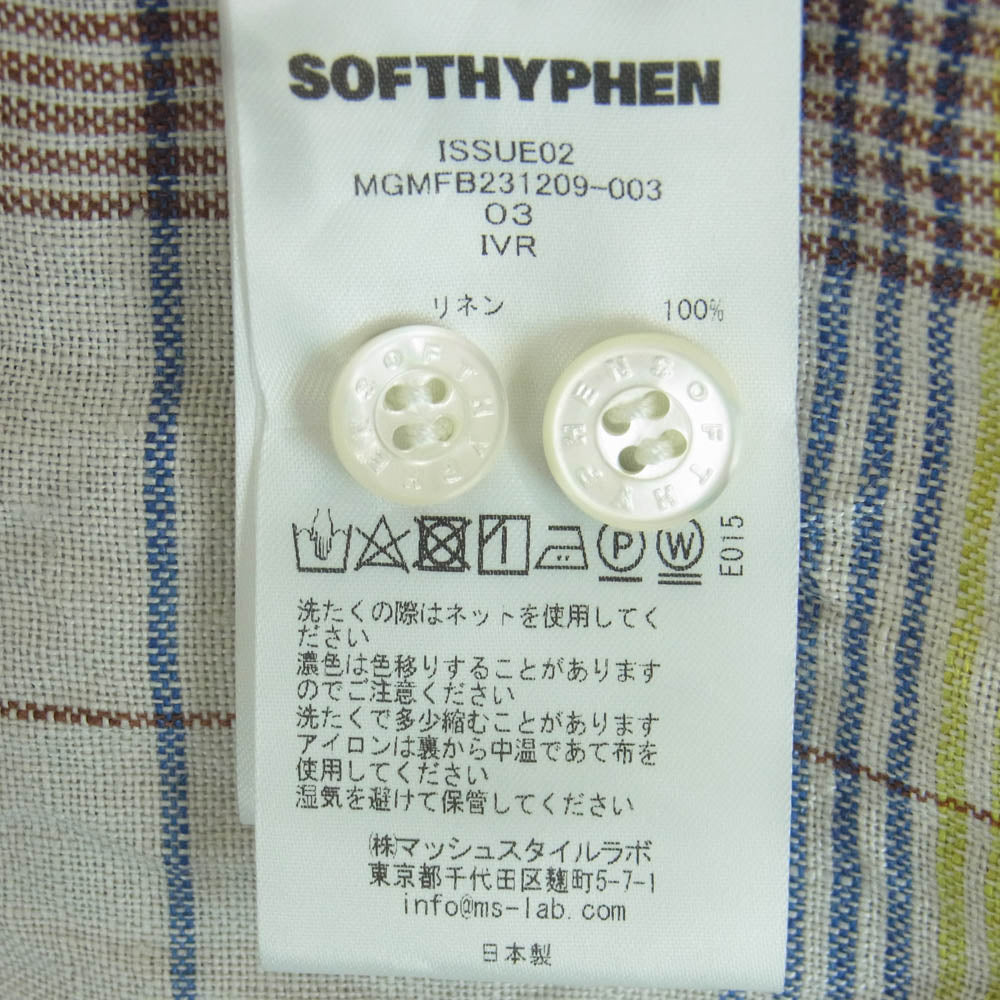 SOFTHYPHEN
ISSUE02
MGMFB231209-003
03
IVR
リネン 100%
SOFTHYP
HENSOFTHYP
P
W
E015
洗たくの際はネットを使用してく
ださい
濃色は色移りすることがあります
のでご注意ください
洗たくで多少縮むことがあります
アイロンは裏から中温であて布を
使用してください
湿気を避けて保管してください
㈱マッシュスタイルラボ
東京都千代田区麹町5-7-1
info@ms-lab.com
日本製